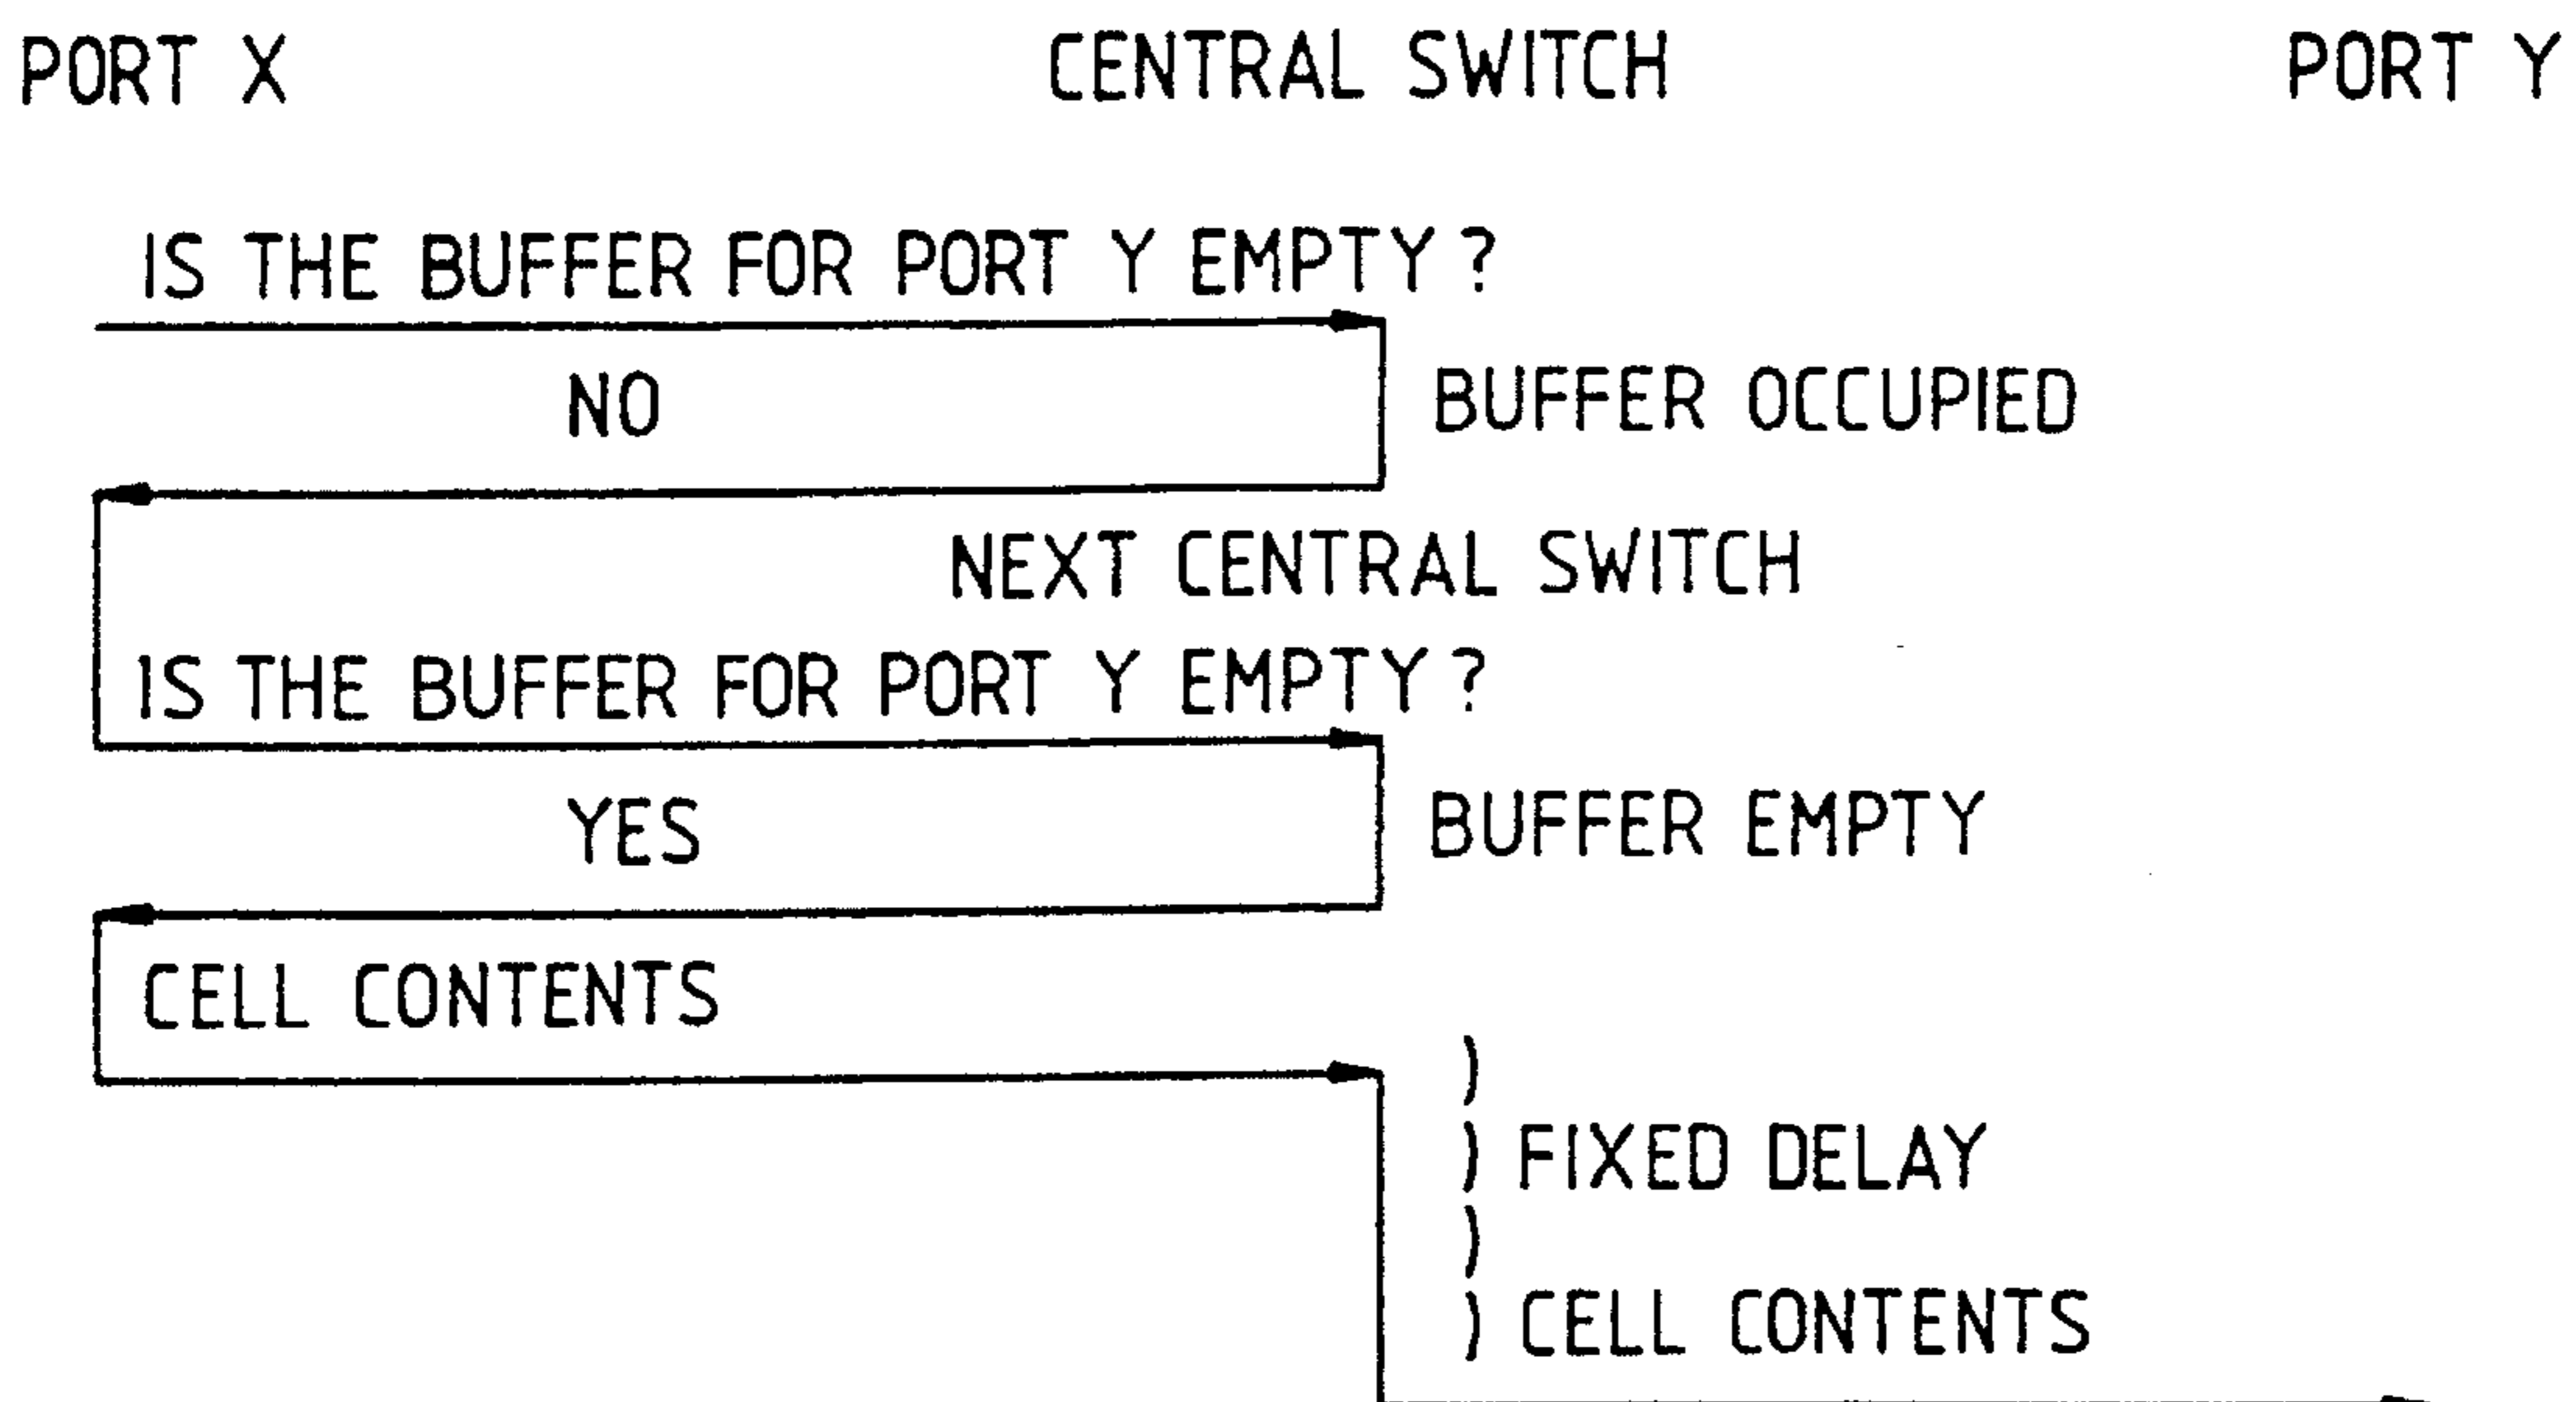 PORT X CENTRAL SWITCH PORT Y
IS THE BUFFER FOR PORT Y EMPTY?
NO
BUFFER OCCUPIED
NEXT CENTRAL SWITCH
IS THE BUFFER FOR PORT Y EMPTY?
YES
BUFFER EMPTY
CELL CONTENTS
)
) FIXED DELAY
)
) CELL CONTENTS